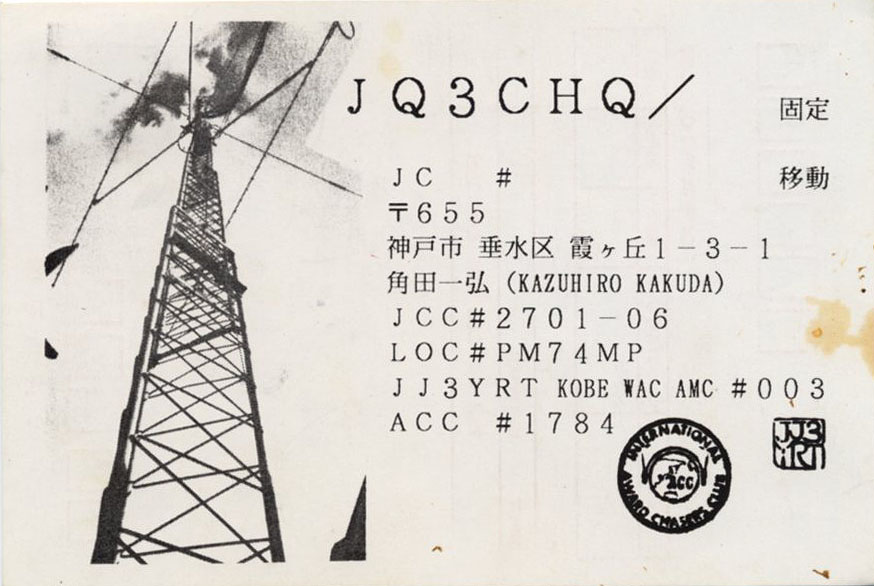 JQ3CHQ/
固定
移動
JC #
〒655
神戸市 垂水区 霞ヶ丘1-3-1
角田一弘 (KAZUHIRO KAKUDA)
JCC#2701-06
LOC#PM74MP
JJ3YRT KOBE WAC AMC #003
ACC #1784
INTERNATIONAL
ACC
AWARD CHASERS CLUB
JJ3
YRT